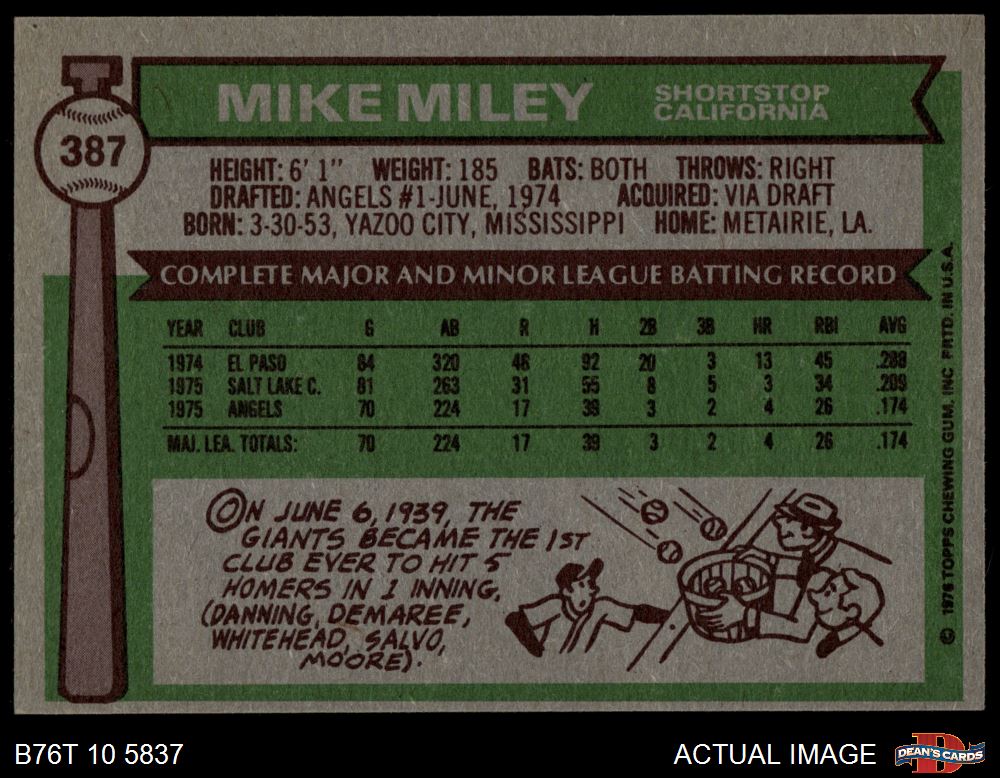 MIKE MILEY
SHORTSTOP
CALIFORNIA
387
HEIGHT: 6' 1" WEIGHT: 185 BATS: BOTH THROWS: RIGHT
DRAFTED: ANGELS #1-JUNE, 1974 ACQUIRED: VIA DRAFT
BORN: 3-30-53, YAZOO CITY, MISSISSIPPI HOME: METAIRIE, LA.
COMPLETE MAJOR AND MINOR LEAGUE BATTING RECORD
YEAR CLUB G AB R H 2B 3B HR RBI AVG
1974 EL PASO 84 320 46 92 20 3 13 45 .288
1975 SALT LAKE C. 81 263 31 55 8 5 3 34 .209
1975 ANGELS 70 224 17 39 3 2 4 26 .174
MAJ. LEA. TOTALS: 70 224 17 39 3 2 4 26 .174
ON JUNE 6, 1939, THE
GIANTS BECAME THE 1ST
CLUB EVER TO HIT 5
HOMERS IN 1 INNING.
(DANNING, DEMAREE,
WHITEHEAD, SALVO,
MOORE).
© 1976 TOPPS CHEWING GUM, INC PRTD. IN U.S.A.
B76T 10 5837
ACTUAL IMAGE
DEAN'S CARDS